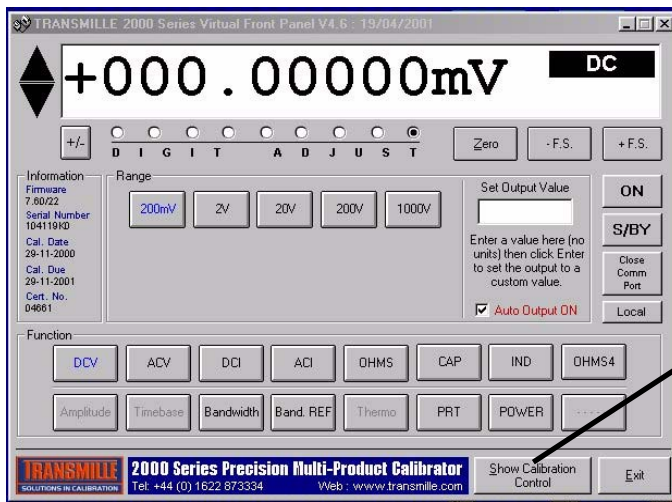 TRANSMILLE 2000 Series Virtual Front Panel V4.6 : 19/04/2001
+000.00000mV
DC
+/-
D I G I T A D J U S T
Zero
- F.S.
+ F.S.
Information
Firmware
7.60/22
Serial Number
104119KD
Cal. Date
29-11-2000
Cal. Due
29-11-2001
Cert. No.
04661
Range
200mV
2V
20V
200V
1000V
Set Output Value
Enter a value here (no
units) then click Enter
to set the output to a
custom value.
Auto Output ON
ON
S/BY
Close
Comm
Port
Local
Function
DCV
ACV
DCI
ACI
OHMS
CAP
IND
OHMS4
Amplitude
Timebase
Bandwidth
Band. REF
Thermo
PRT
POWER
-----
TRANSMILLE
SOLUTIONS IN CALIBRATION
2000 Series Precision Multi-Product Calibrator
Tel: +44 (0) 1622 873334 Web : www.transmille.com
Show Calibration
Control
Exit